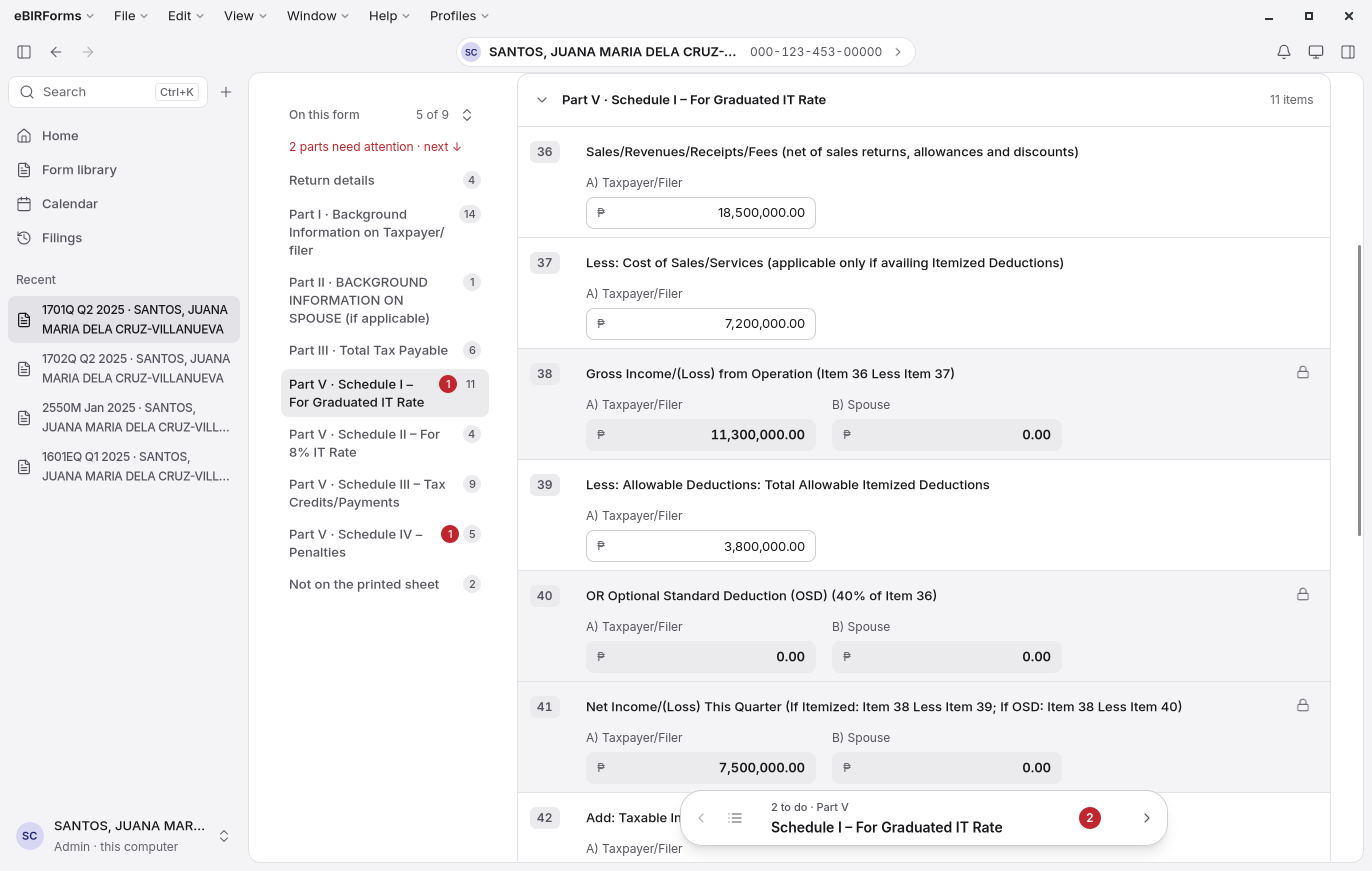 eBIRForms File Edit View Window Help Profiles
SC SANTOS, JUANA MARIA DELA CRUZ-... 000-123-453-00000
Search Ctrl+K
Home
Form library
Calendar
Filings
Recent
1701Q Q2 2025 · SANTOS, JUANA
MARIA DELA CRUZ-VILLANUEVA
1702Q Q2 2025 · SANTOS, JUANA
MARIA DELA CRUZ-VILLANUEVA
2550M Jan 2025 · SANTOS,
JUANA MARIA DELA CRUZ-VILL...
1601EQ Q1 2025 · SANTOS,
JUANA MARIA DELA CRUZ-VILL...
SC SANTOS, JUANA MAR...
Admin · this computer
On this form 5 of 9
2 parts need attention · next ↓
Return details 4
Part I · Background 14
Information on Taxpayer/
filer
Part II · BACKGROUND 1
INFORMATION ON
SPOUSE (if applicable)
Part III · Total Tax Payable 6
Part V · Schedule I – 1 11
For Graduated IT Rate
Part V · Schedule II – For 4
8% IT Rate
Part V · Schedule III – Tax 9
Credits/Payments
Part V · Schedule IV – 1 5
Penalties
Not on the printed sheet 2
Part V · Schedule I – For Graduated IT Rate 11 items
36 Sales/Revenues/Receipts/Fees (net of sales returns, allowances and discounts)
A) Taxpayer/Filer
₱ 18,500,000.00
37 Less: Cost of Sales/Services (applicable only if availing Itemized Deductions)
A) Taxpayer/Filer
₱ 7,200,000.00
38 Gross Income/(Loss) from Operation (Item 36 Less Item 37)
A) Taxpayer/Filer B) Spouse
₱ 11,300,000.00 ₱ 0.00
39 Less: Allowable Deductions: Total Allowable Itemized Deductions
A) Taxpayer/Filer
₱ 3,800,000.00
40 OR Optional Standard Deduction (OSD) (40% of Item 36)
A) Taxpayer/Filer B) Spouse
₱ 0.00 ₱ 0.00
41 Net Income/(Loss) This Quarter (If Itemized: Item 38 Less Item 39; If OSD: Item 38 Less Item 40)
A) Taxpayer/Filer B) Spouse
₱ 7,500,000.00 ₱ 0.00
42 Add: Taxable In
A) Taxpayer/Filer
2 to do · Part V
Schedule I – For Graduated IT Rate 2